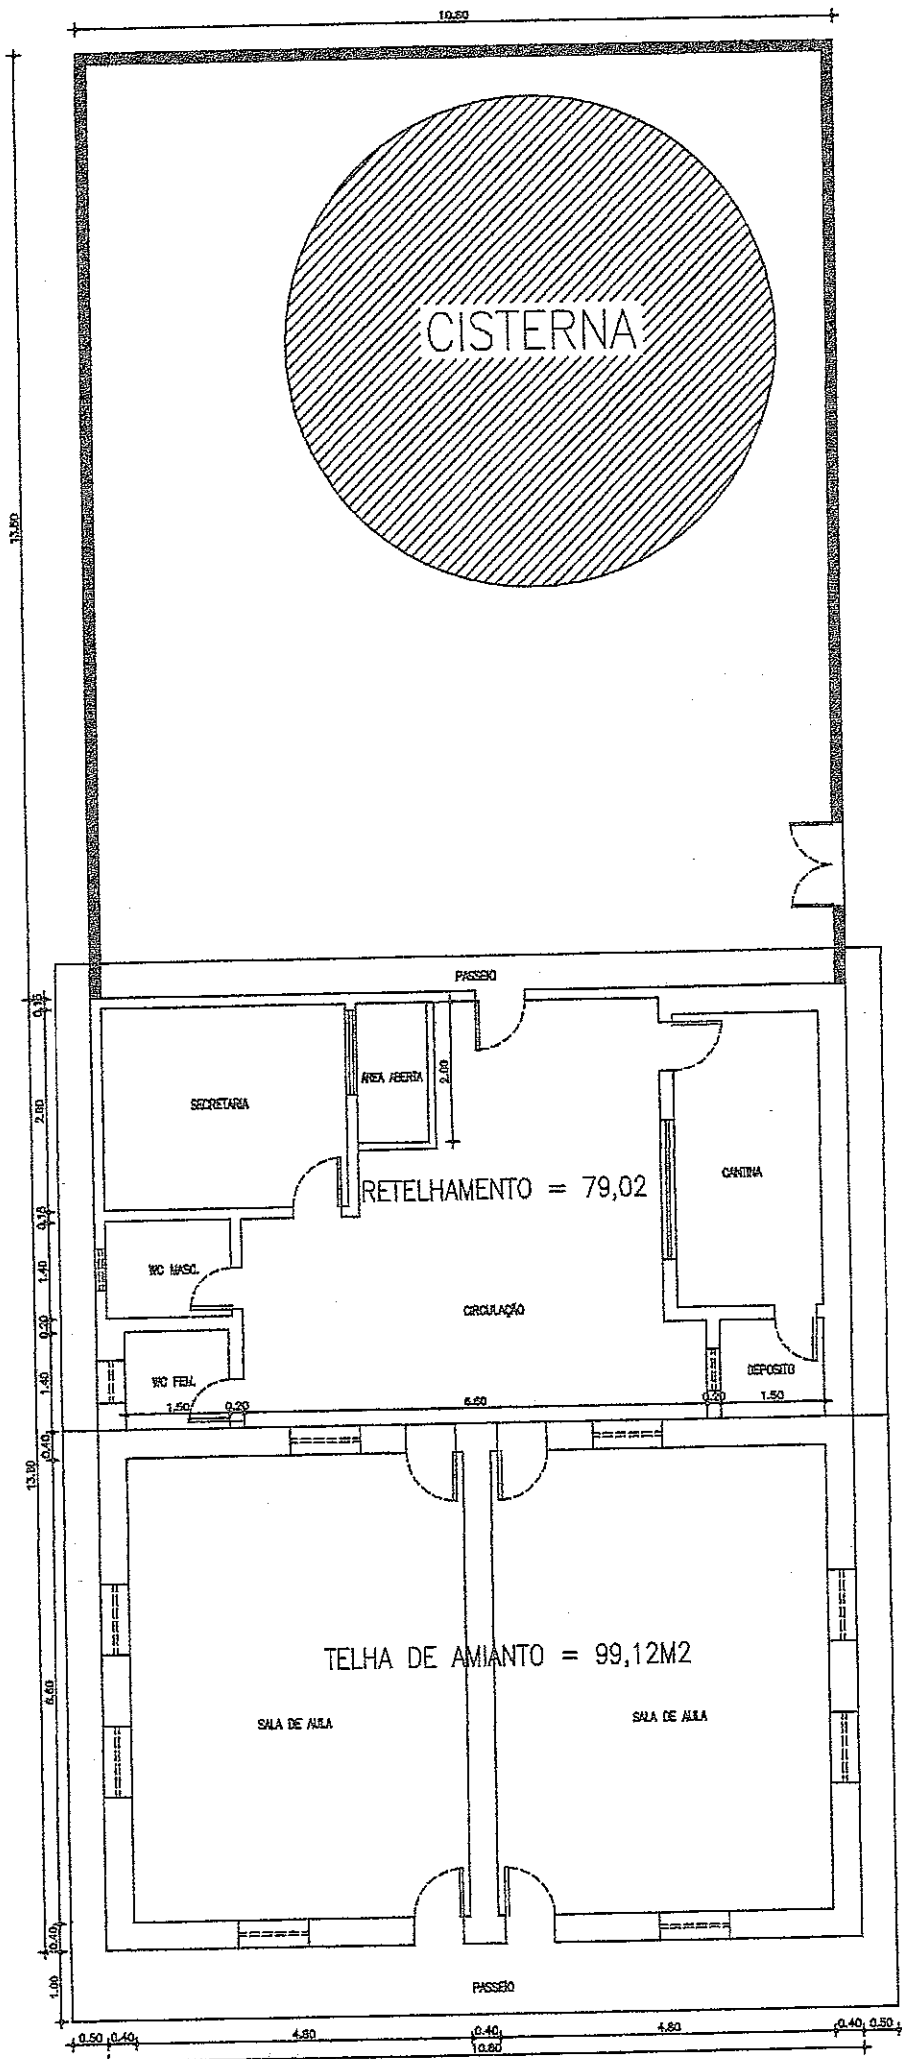 10.80
CISTERNA
13.50
PASSEIO
0.15
ÁREA ABERTA
2.00
SECRETARIA
2.90
CANTINA
RETELHAMENTO = 79,02
0.15
WC MASC.
1.40
CIRCULAÇÃO
0.20
WC FEM.
DEPOSITO
1.40
1.50 0.20 6.60 0.20 1.50
0.40
TELHA DE AMIANTO = 99,12M2
6.60
SALA DE AULA SALA DE AULA
0.40
1.00
PASSEIO
0.50 0.40 4.80 0.40 4.80 0.40 0.50
10.80